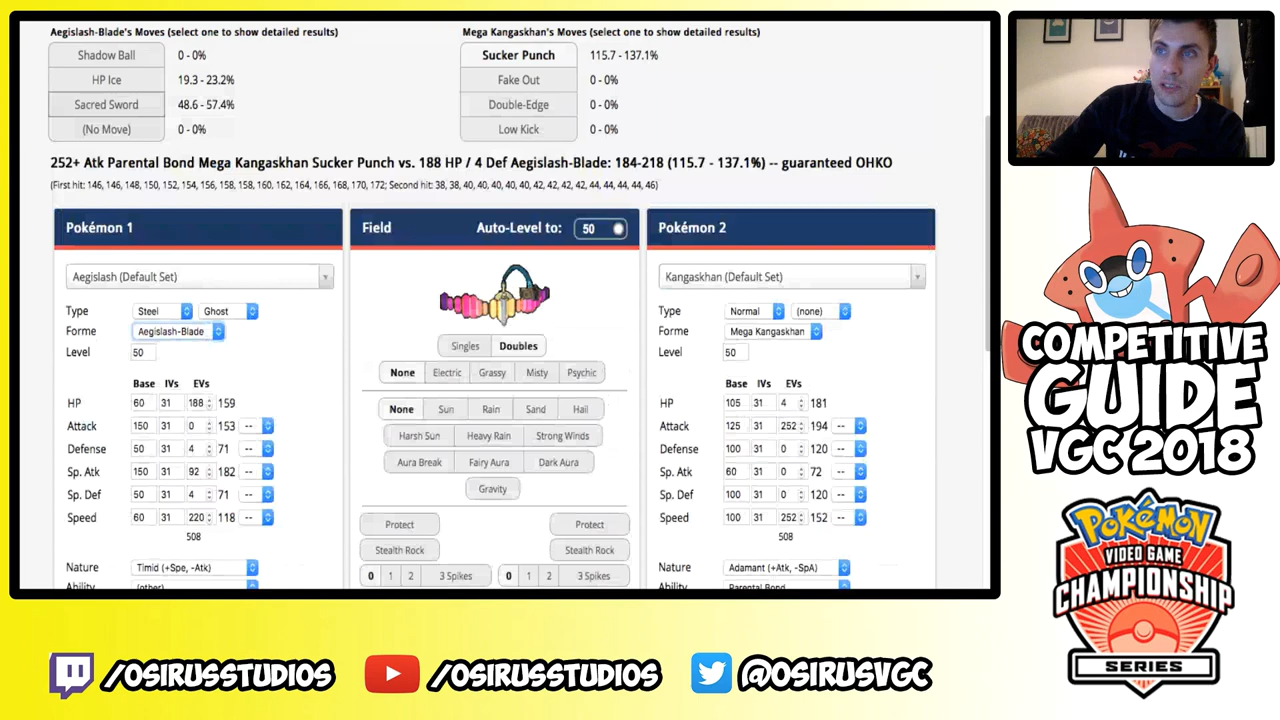 Aegislash-Blade's Moves (select one to show detailed results)
Mega Kangaskhan's Moves (select one to show detailed results)
Shadow Ball 0 - 0%
Sucker Punch 115.7 - 137.1%
HP Ice 19.3 - 23.2%
Fake Out 0 - 0%
Sacred Sword 48.6 - 57.4%
Double-Edge 0 - 0%
(No Move) 0 - 0%
Low Kick 0 - 0%
252+ Atk Parental Bond Mega Kangaskhan Sucker Punch vs. 188 HP / 4 Def Aegislash-Blade: 184-218 (115.7 - 137.1%) -- guaranteed OHKO
(First hit: 146, 146, 148, 150, 152, 154, 156, 158, 158, 160, 162, 164, 166, 168, 170, 172; Second hit: 38, 38, 40, 40, 40, 40, 40, 42, 42, 42, 42, 44, 44, 44, 44, 46)
Pokémon 1
Aegislash (Default Set)
Type Steel Ghost
Forme Aegislash-Blade
Level 50
Base IVs EVs
HP 60 31 188 159
Attack 150 31 0 153 --
Defense 50 31 4 71 --
Sp. Atk 150 31 92 182 --
Sp. Def 50 31 4 71 --
Speed 60 31 220 118 --
508
Nature Timid (+Spe, -Atk)
Ability (other)
Field Auto-Level to: 50
Singles Doubles
None Electric Grassy Misty Psychic
None Sun Rain Sand Hail
Harsh Sun Heavy Rain Strong Winds
Aura Break Fairy Aura Dark Aura
Gravity
Protect Protect
Stealth Rock Stealth Rock
0 1 2 3 Spikes 0 1 2 3 Spikes
Pokémon 2
Kangaskhan (Default Set)
Type Normal (none)
Forme Mega Kangaskhan
Level 50
Base IVs EVs
HP 105 31 4 181
Attack 125 31 252 194 --
Defense 100 31 0 120 --
Sp. Atk 60 31 0 72 --
Sp. Def 100 31 0 120 --
Speed 100 31 252 152 --
508
Nature Adamant (+Atk, -SpA)
Ability Parental Bond
COMPETITIVE
GUIDE
VGC 2018
Pokémon
VIDEO GAME
CHAMPIONSHIP
SERIES
/OSIRUSSTUDIOS
/OSIRUSSTUDIOS
@OSIRUSVGC